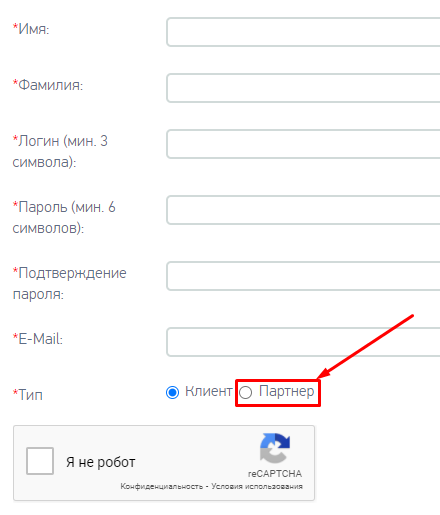 *Имя:
*Фамилия:
*Логин (мин. 3
символа):
*Пароль (мин. 6
символов):
*Подтверждение
пароля:
*E-Mail:
*Тип
Клиент
Партнер
Я не робот
reCAPTCHA
Конфиденциальность - Условия использования